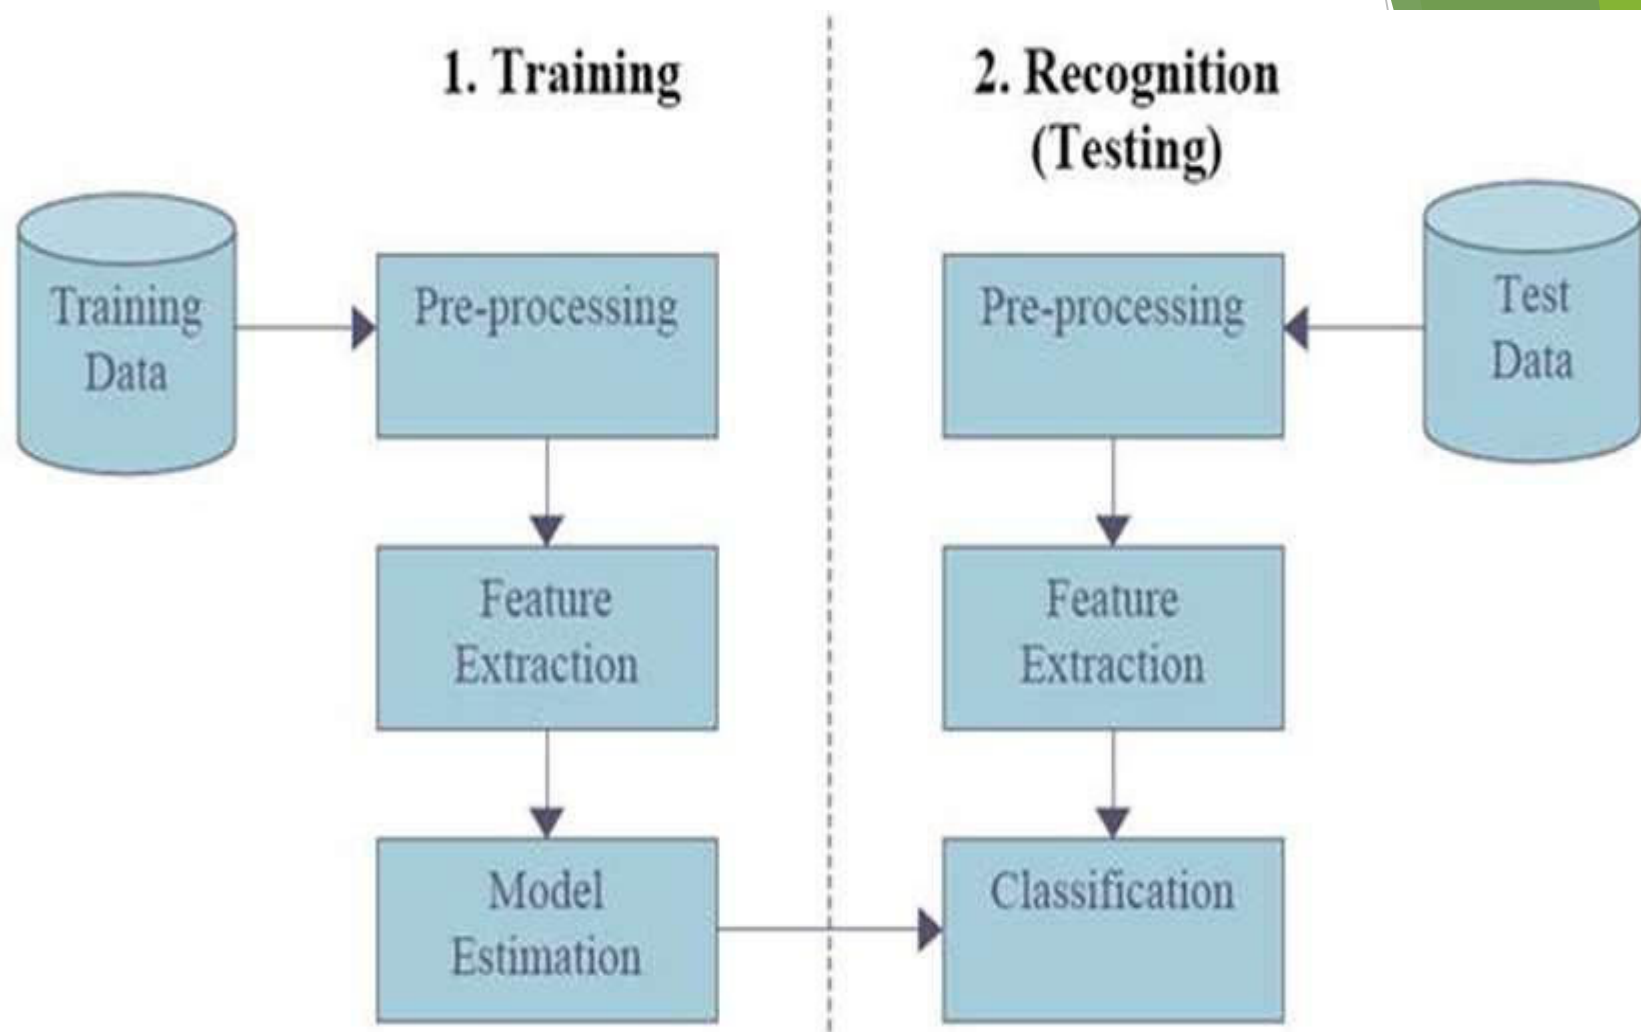 1. Training
Training
Data
Pre-processing
Feature
Extraction
Model
Estimation
2. Recognition
(Testing)
Test
Data
Pre-processing
Feature
Extraction
Classification